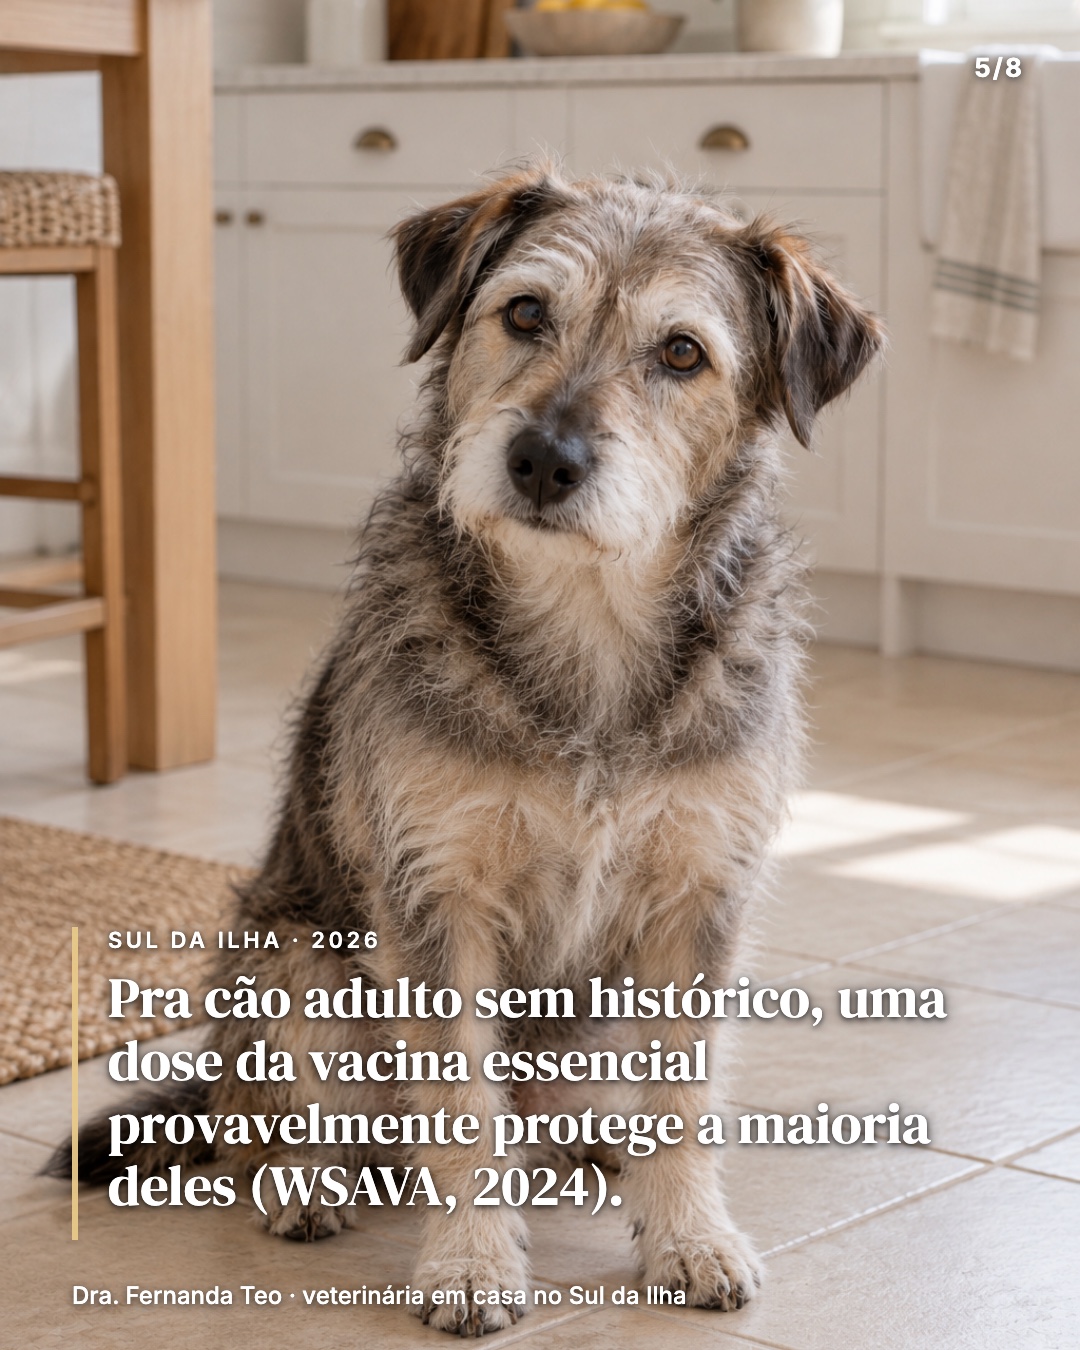 5/8
SUL DA ILHA · 2026
Pra cão adulto sem histórico, uma
dose da vacina essencial
provavelmente protege a maioria
deles (WSAVA, 2024).
Dra. Fernanda Teo · veterinária em casa no Sul da Ilha